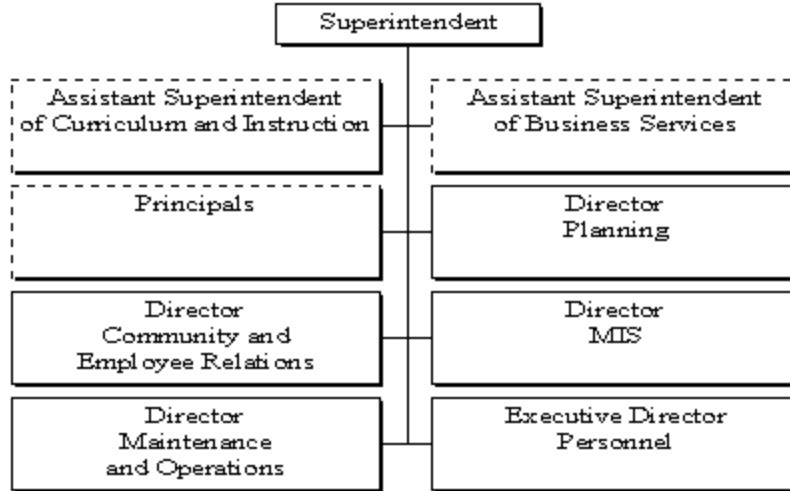 Superintendent
Assistant Superintendent
of Curriculum and Instruction
Assistant Superintendent
of Business Services
Principals
Director
Planning
Director
Community and
Employee Relations
Director
MIS
Director
Maintenance
and Operations
Executive Director
Personnel